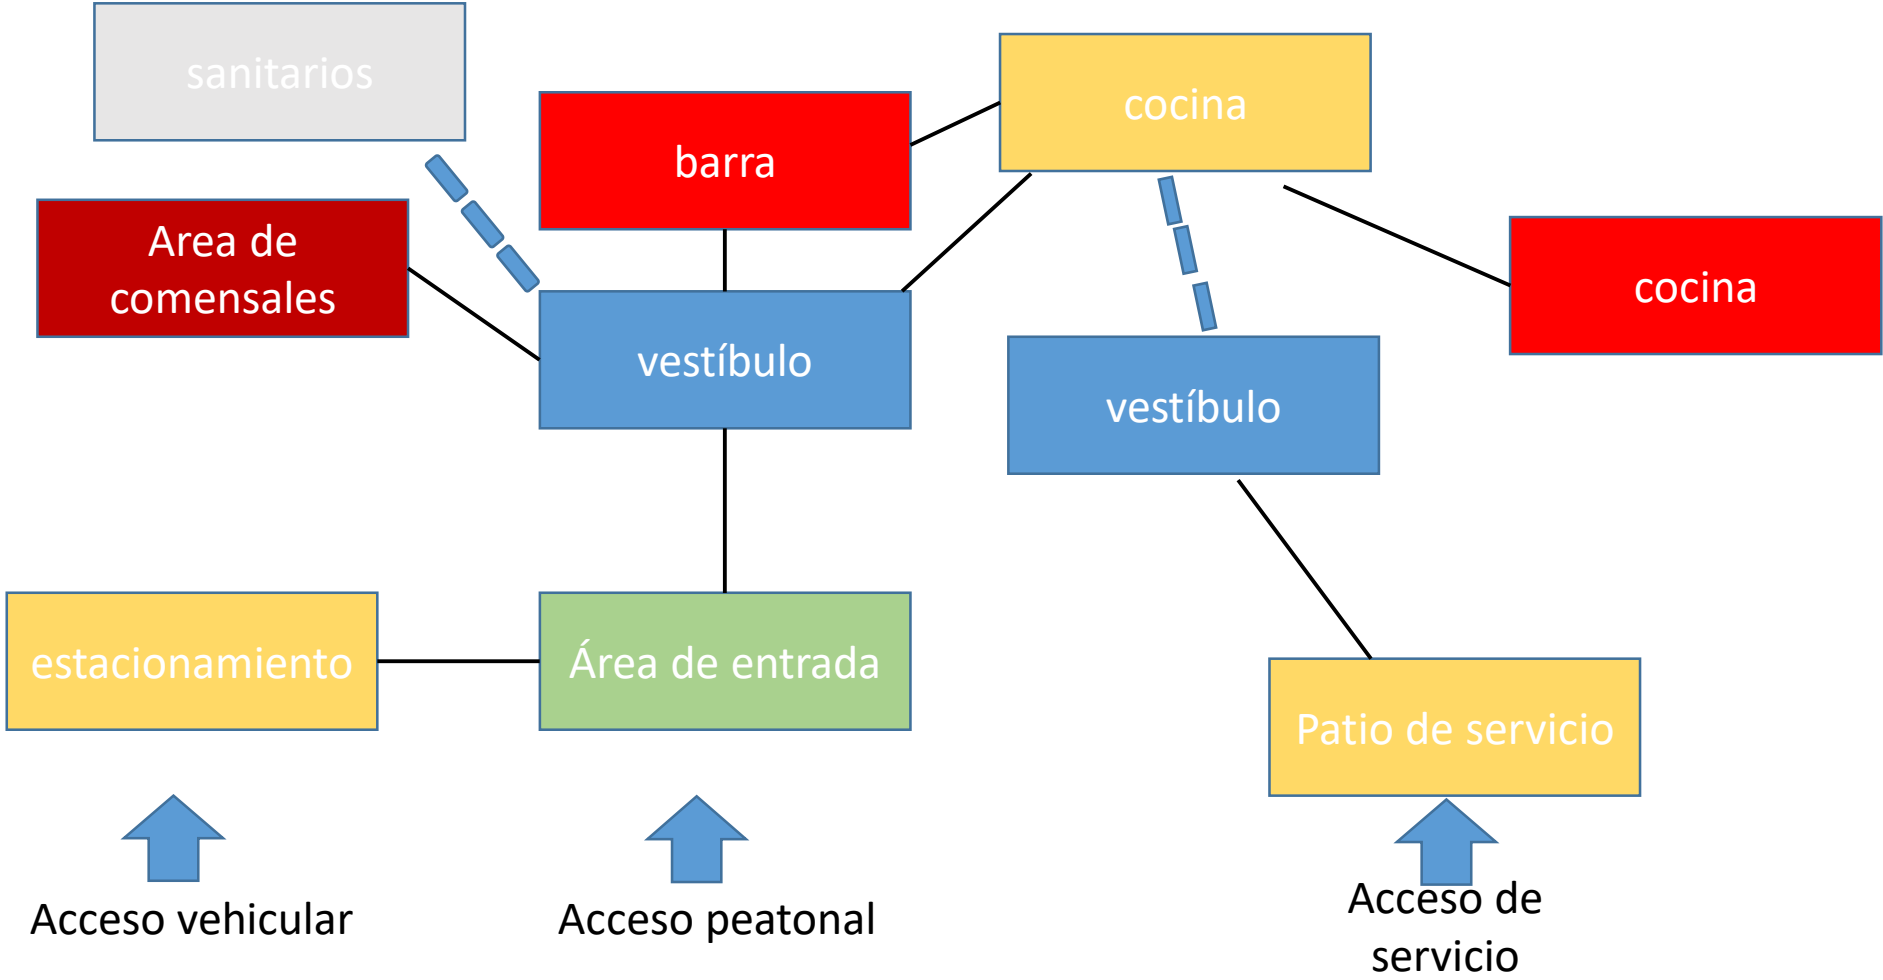 sanitarios
cocina
barra
Area de
comensales
cocina
vestíbulo
vestíbulo
estacionamiento
Área de entrada
Patio de servicio
Acceso vehicular
Acceso peatonal
Acceso de
servicio